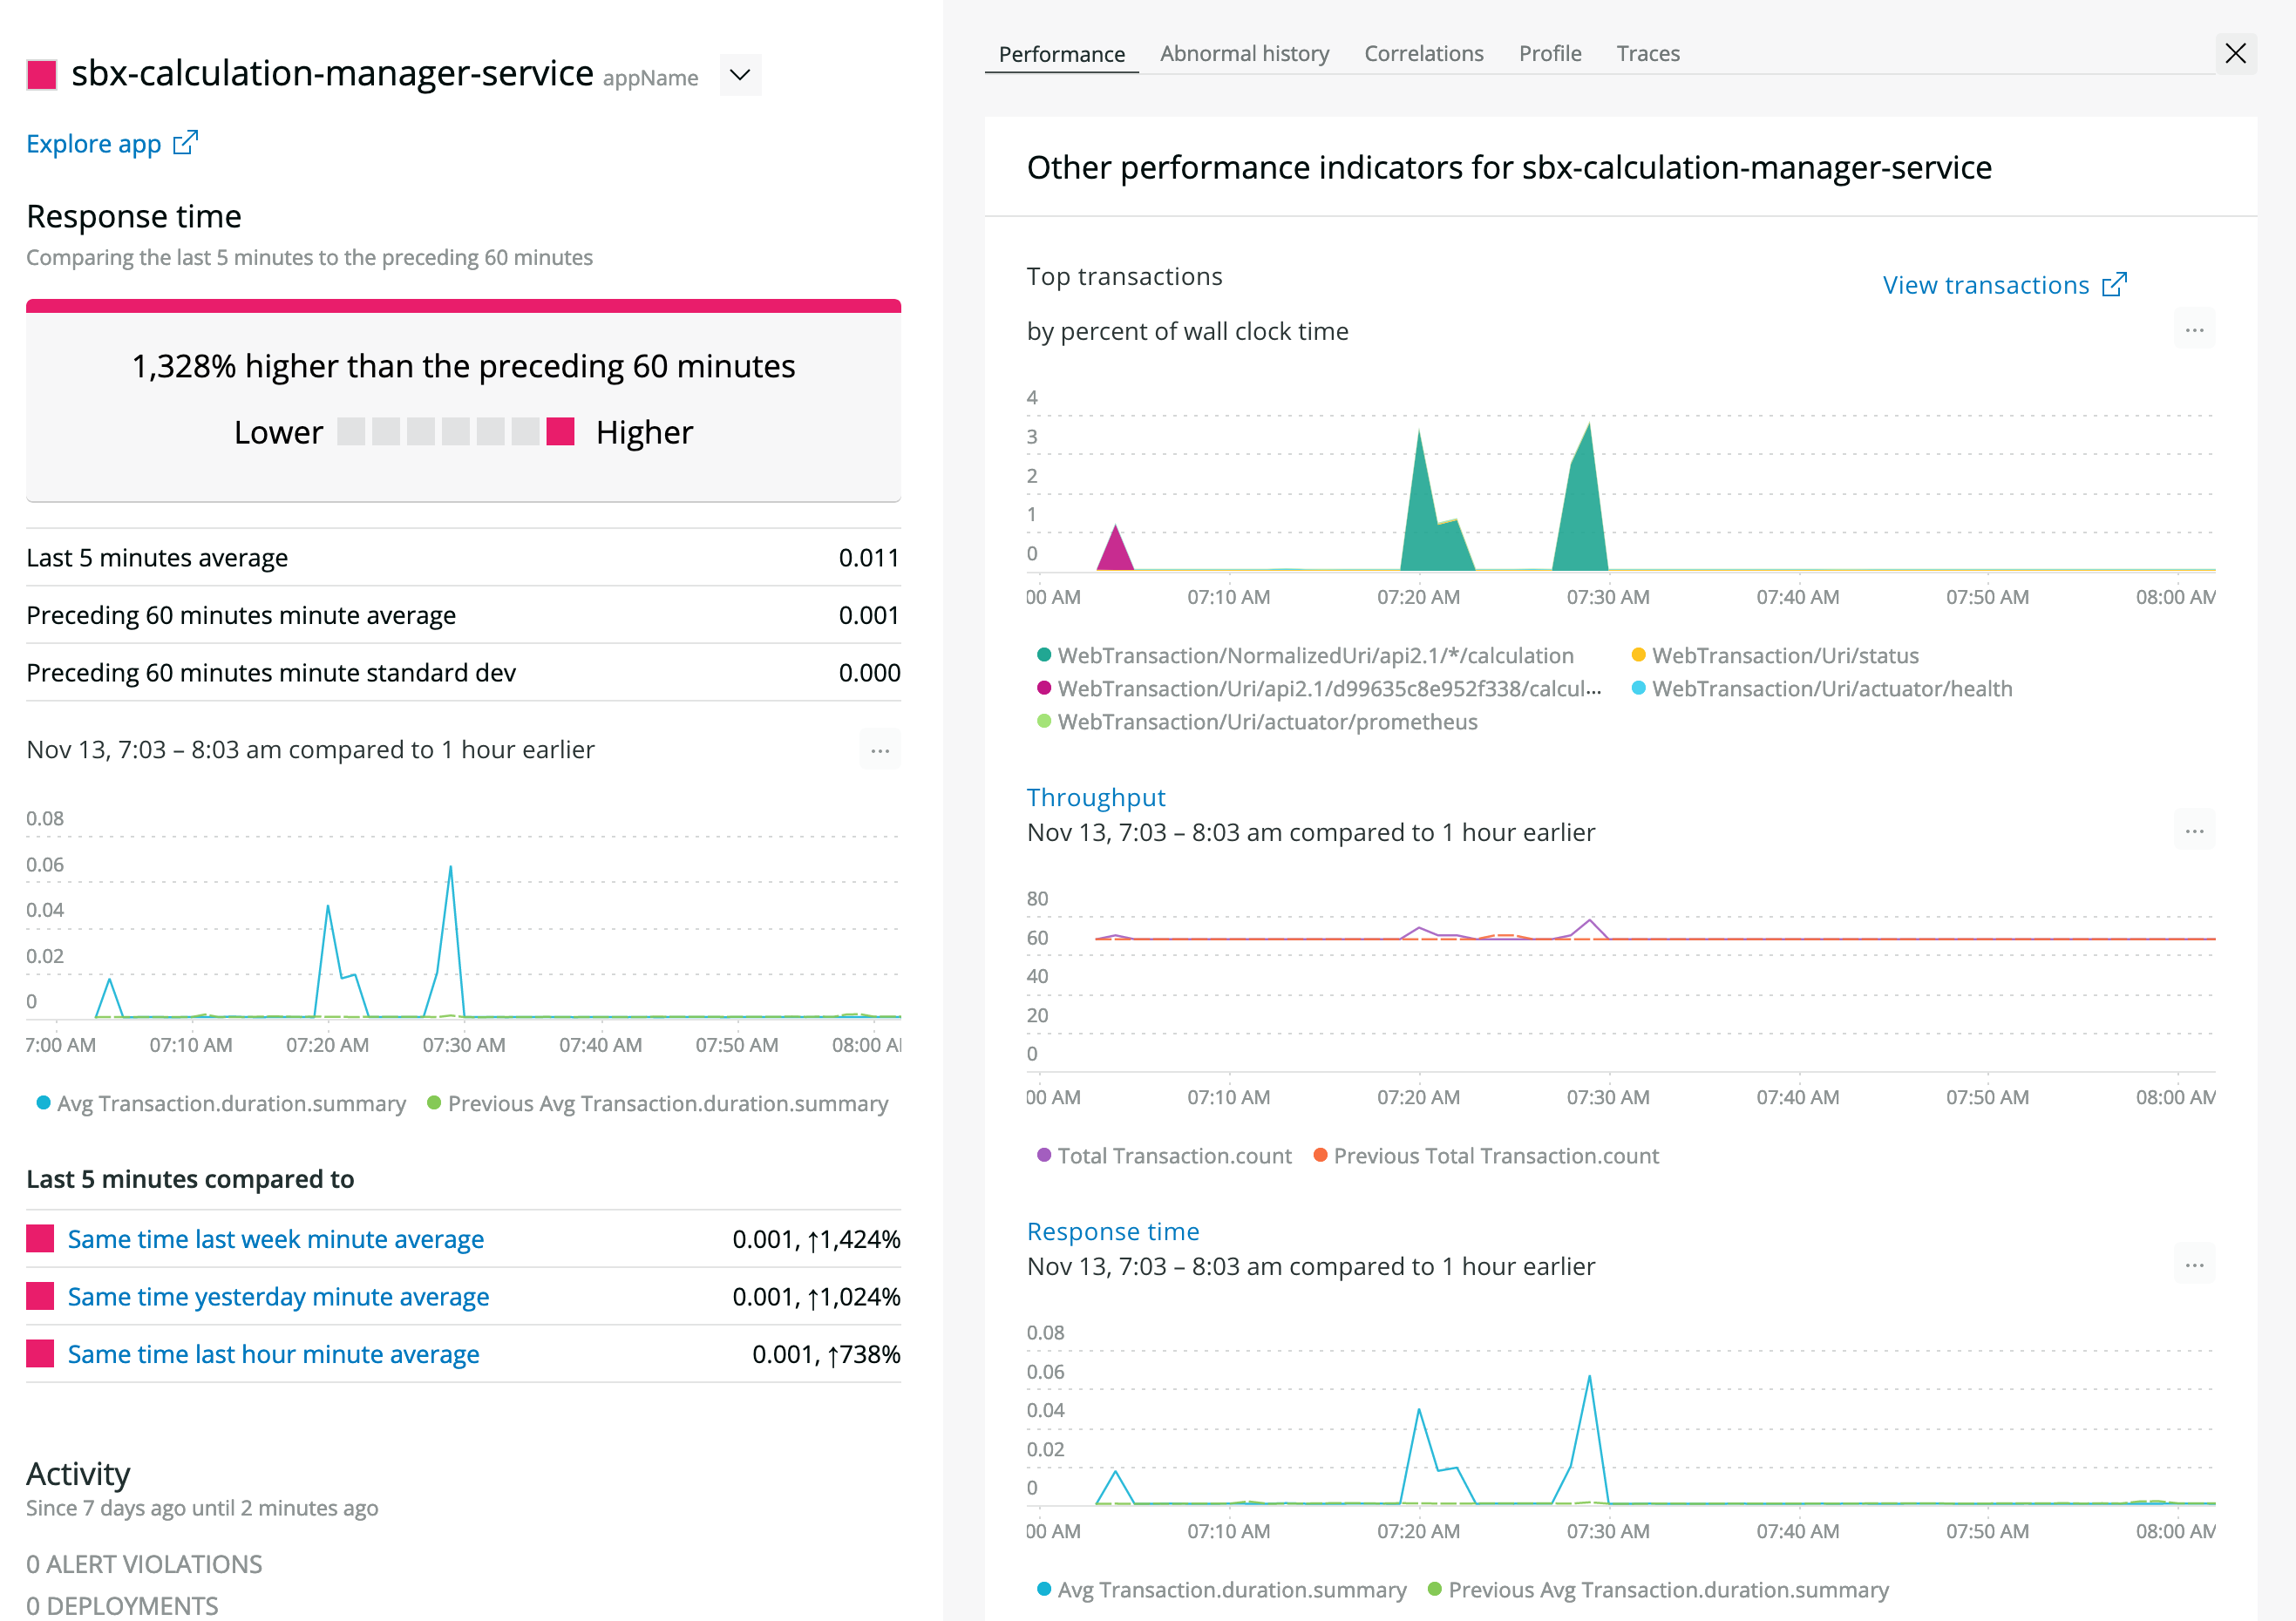 sbx-calculation-manager-service appName
Explore app
Response time
Comparing the last 5 minutes to the preceding 60 minutes
1,328% higher than the preceding 60 minutes
Lower Higher
Last 5 minutes average 0.011
Preceding 60 minutes minute average 0.001
Preceding 60 minutes minute standard dev 0.000
Nov 13, 7:03 – 8:03 am compared to 1 hour earlier
...
0.08
0.06
0.04
0.02
0
7:00 AM 07:10 AM 07:20 AM 07:30 AM 07:40 AM 07:50 AM 08:00 A
Avg Transaction.duration.summary Previous Avg Transaction.duration.summary
Last 5 minutes compared to
Same time last week minute average 0.001, ↑1,424%
Same time yesterday minute average 0.001, ↑1,024%
Same time last hour minute average 0.001, ↑738%
Activity
Since 7 days ago until 2 minutes ago
0 ALERT VIOLATIONS
0 DEPLOYMENTS
Performance Abnormal history Correlations Profile Traces
Other performance indicators for sbx-calculation-manager-service
Top transactions
View transactions
by percent of wall clock time
...
4
3
2
1
0
00 AM 07:10 AM 07:20 AM 07:30 AM 07:40 AM 07:50 AM 08:00 AM
WebTransaction/NormalizedUri/api2.1/*/calculation WebTransaction/Uri/status
WebTransaction/Uri/api2.1/d99635c8e952f338/calcul... WebTransaction/Uri/actuator/health
WebTransaction/Uri/actuator/prometheus
Throughput
Nov 13, 7:03 – 8:03 am compared to 1 hour earlier
...
80
60
40
20
0
00 AM 07:10 AM 07:20 AM 07:30 AM 07:40 AM 07:50 AM 08:00 AM
Total Transaction.count Previous Total Transaction.count
Response time
Nov 13, 7:03 – 8:03 am compared to 1 hour earlier
...
0.08
0.06
0.04
0.02
0
00 AM 07:10 AM 07:20 AM 07:30 AM 07:40 AM 07:50 AM 08:00 AM
Avg Transaction.duration.summary Previous Avg Transaction.duration.summary